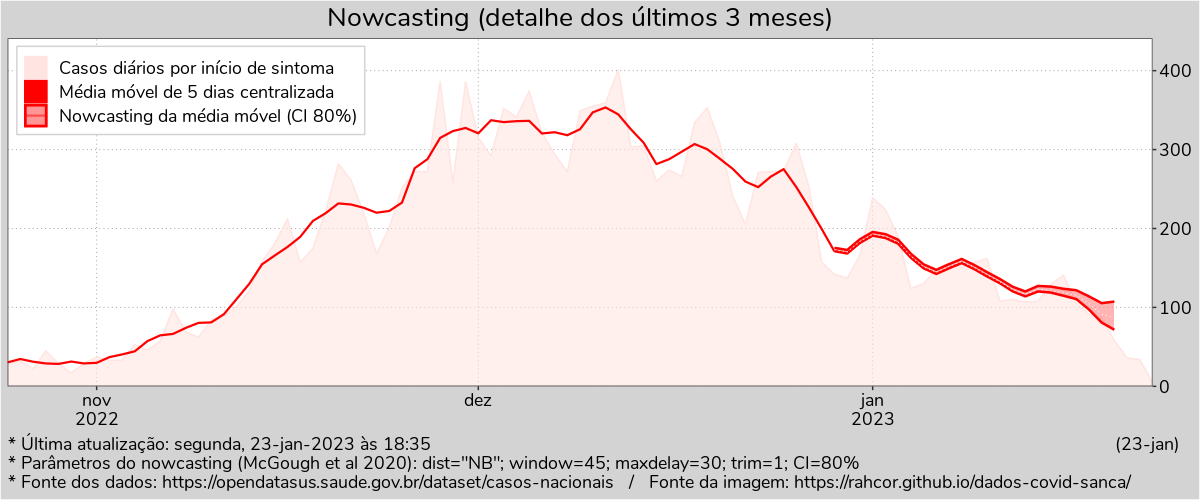 Nowcasting (detalhe dos últimos 3 meses)
Casos diários por início de sintoma
Média móvel de 5 dias centralizada
Nowcasting da média móvel (CI 80%)
400
300
200
100
0
nov
2022
dez
jan
2023
* Última atualização: segunda, 23-jan-2023 às 18:35
(23-jan)
* Parâmetros do nowcasting (McGough et al 2020): dist="NB"; window=45; maxdelay=30; trim=1; CI=80%
* Fonte dos dados: https://opendatasus.saude.gov.br/dataset/casos-nacionais / Fonte da imagem: https://rahcor.github.io/dados-covid-sanca/